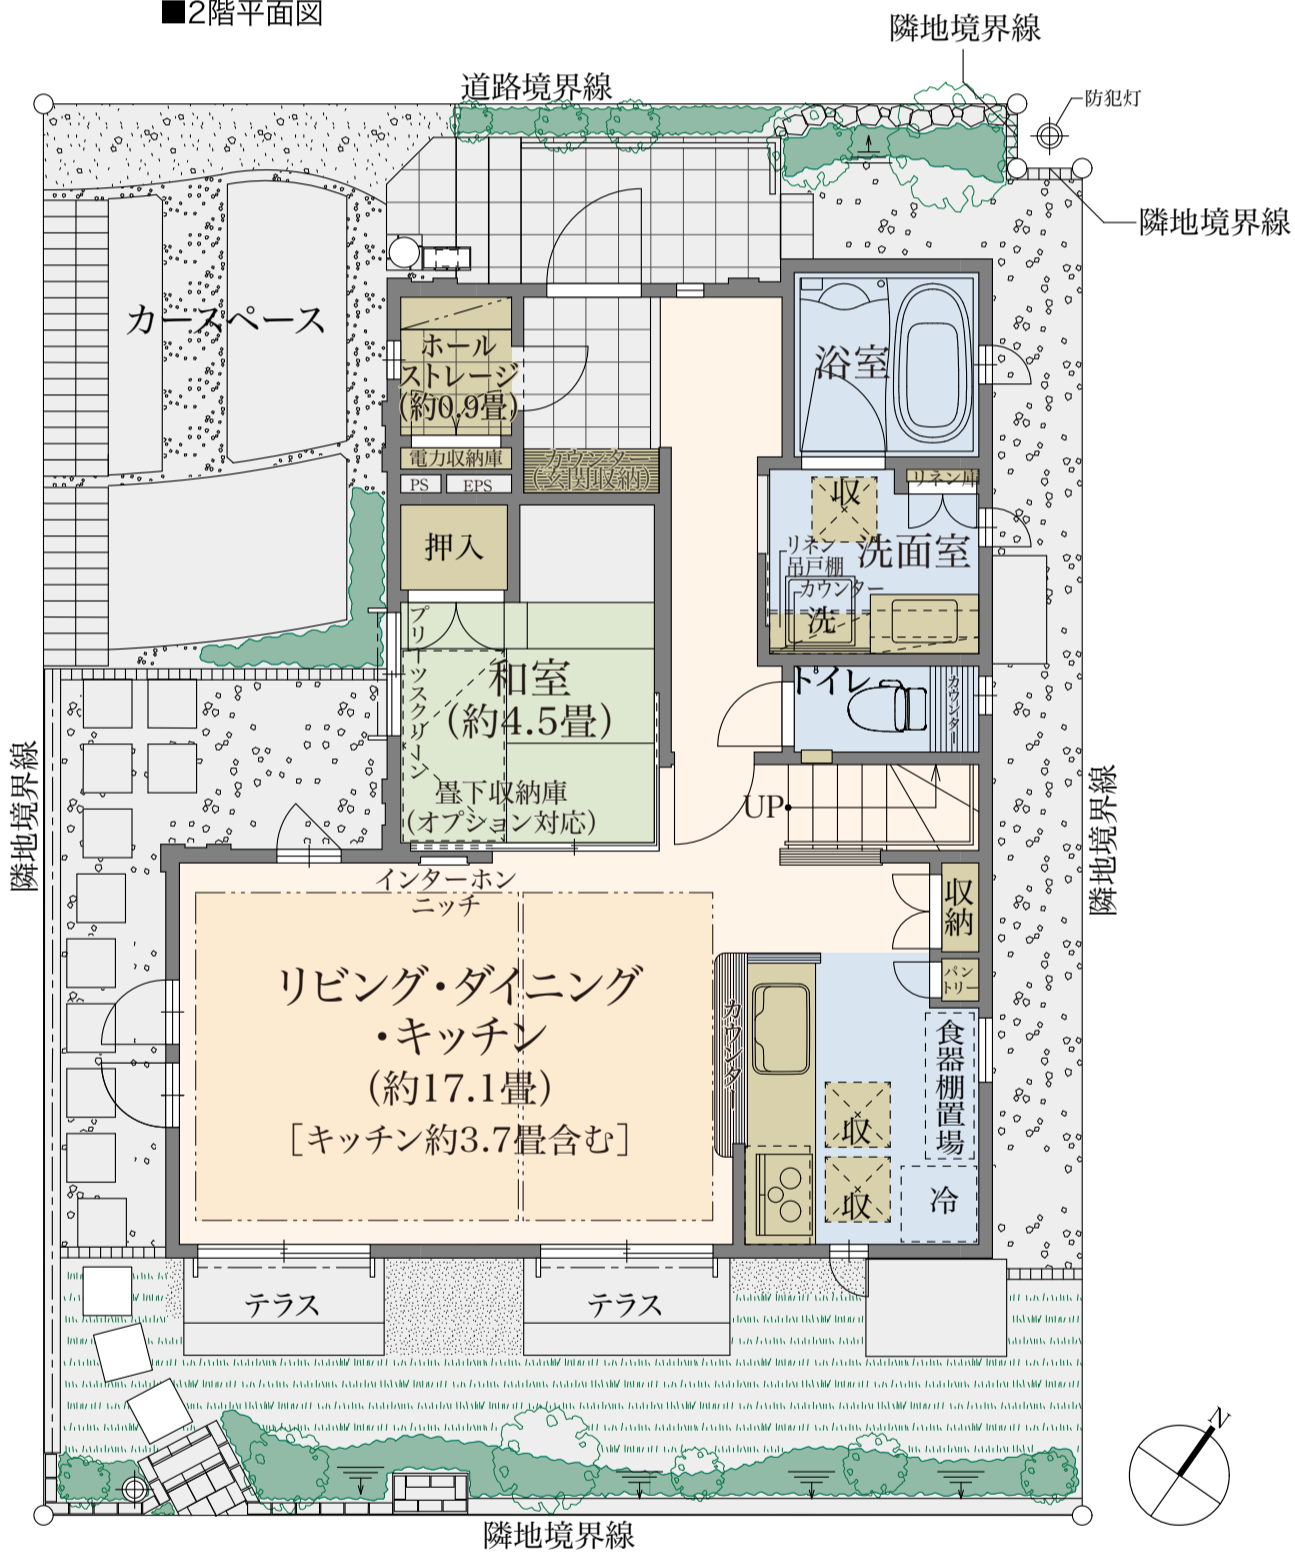 ■2階平面図
隣地境界線
道路境界線
防犯灯
隣地境界線
カースペース
ホール
ストレージ
(約0.9畳)
浴室
電力収納庫
カウンター
(玄関収納)
PS
EPS
収
リネン庫
押入
洗面室
リネン
吊戸棚
カウンター
洗
プリーツスクリーン
和室
(約4.5畳)
トイレ
カウンター
畳下収納庫
(オプション対応)
UP
隣地境界線
隣地境界線
インターホン
ニッチ
収納
パン
トリー
リビング・ダイニング
・キッチン
(約17.1畳)
[キッチン約3.7畳含む]
カウンター
食器棚置場
収
収
冷
テラス
テラス
N
隣地境界線